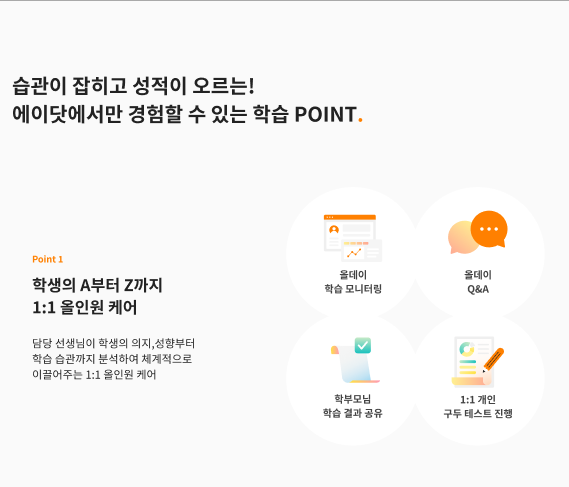 습관이 잡히고 성적이 오르는!
에이닷에서만 경험할 수 있는 학습 POINT.
Point 1
학생의 A부터 Z까지
1:1 올인원 케어
담당 선생님이 학생의 의지,성향부터
학습 습관까지 분석하여 체계적으로
이끌어주는 1:1 올인원 케어
올데이
학습 모니터링
올데이
Q&A
학부모님
학습 결과 공유
1:1 개인
구두 테스트 진행